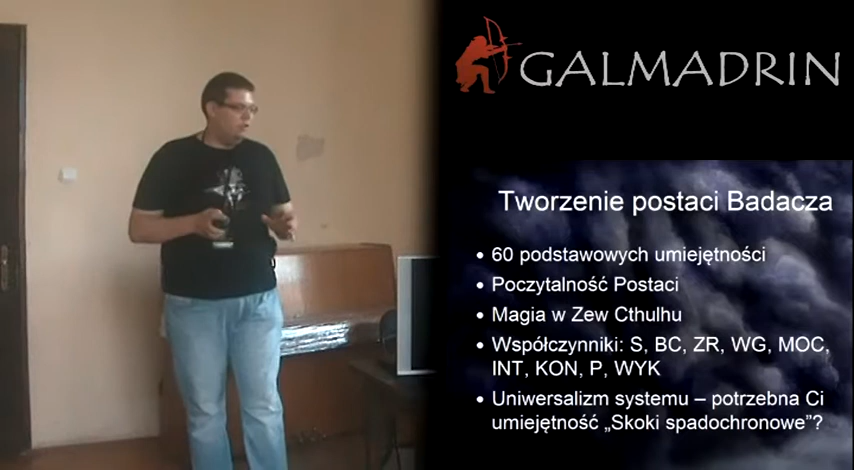 GALMADRIN
Tworzenie postaci Badacza
• 60 podstawowych umiejętności
• Poczytalność Postaci
• Magia w Zew Cthulhu
• Współczynniki: S, BC, ZR, WG, MOC,
INT, KON, P, WYK
• Uniwersalizm systemu – potrzebna Ci
umiejętność „Skoki spadochronowe”?